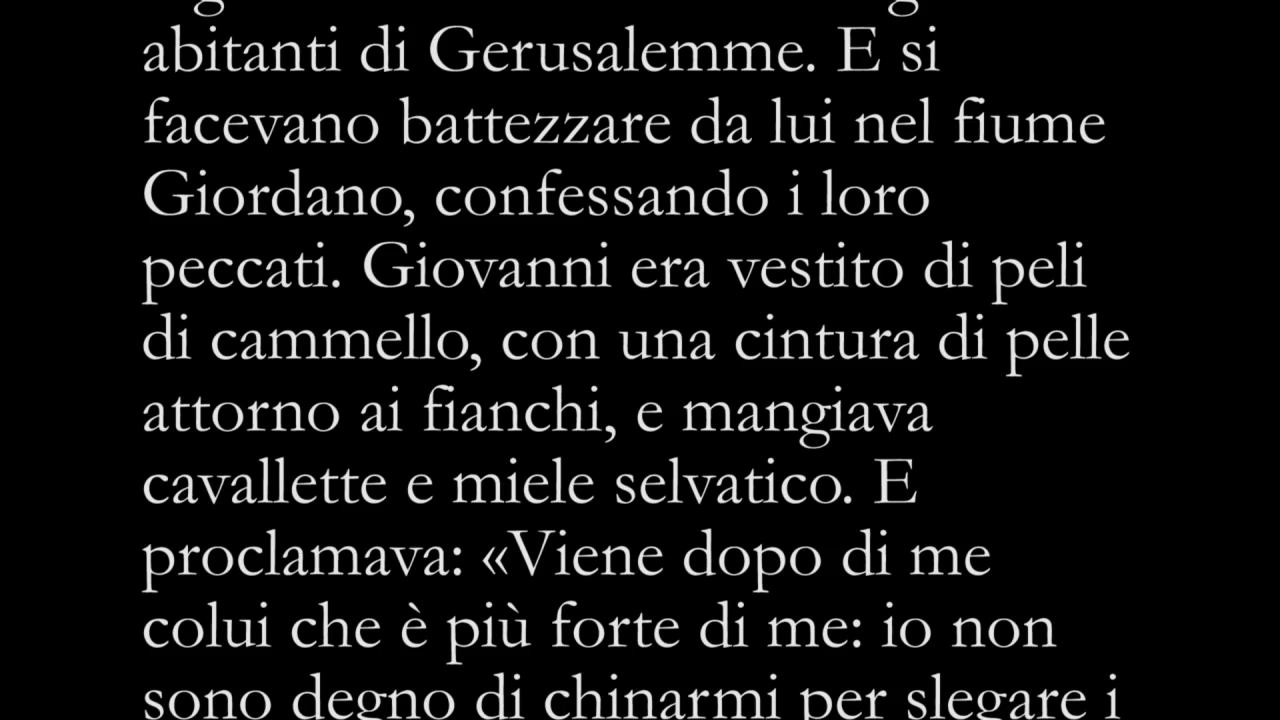 abitanti di Gerusalemme. E si
facevano battezzare da lui nel fiume
Giordano, confessando i loro
peccati. Giovanni era vestito di peli
di cammello, con una cintura di pelle
attorno ai fianchi, e mangiava
cavallette e miele selvatico. E
proclamava: «Viene dopo di me
colui che è più forte di me: io non
sono degno di chinarmi per slegare i